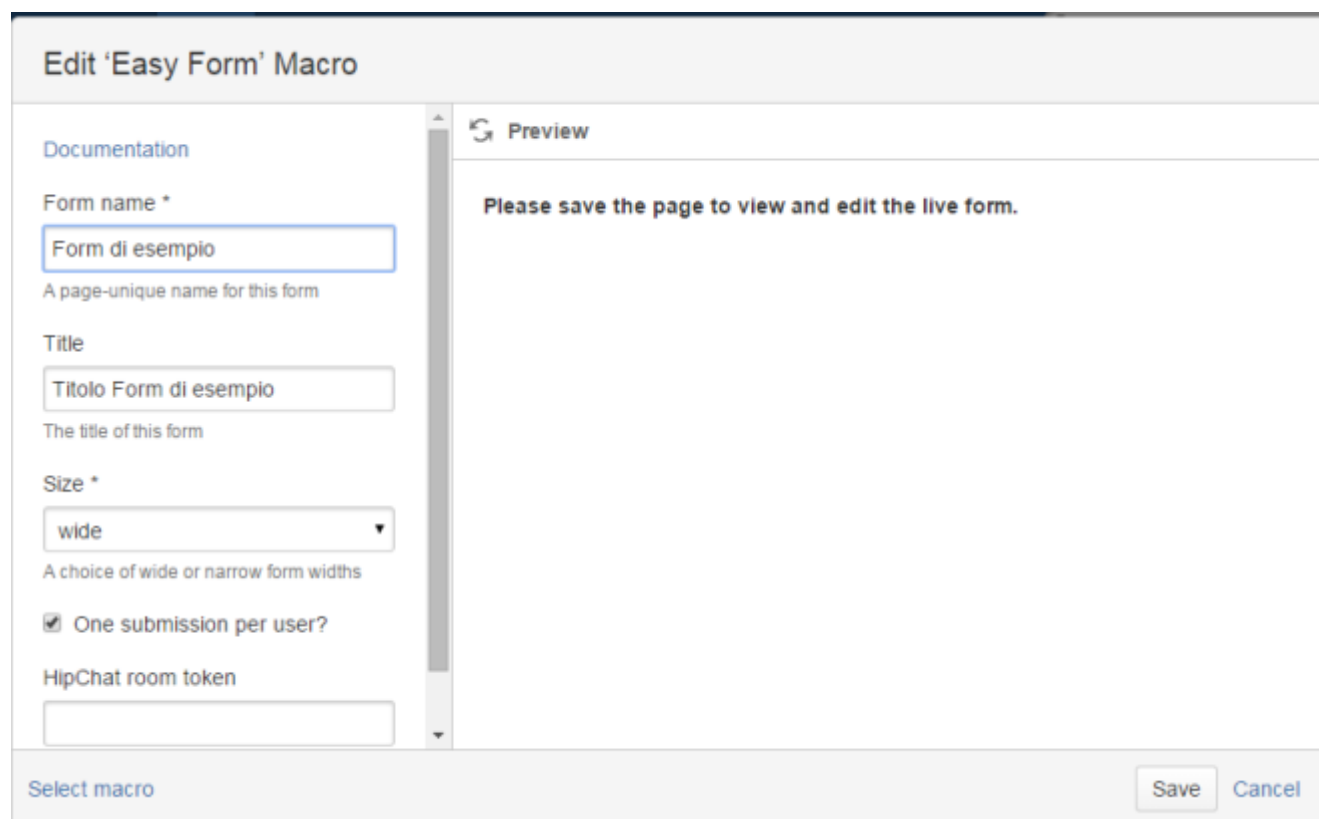 Edit ‘Easy Form’ Macro
Documentation
Form name *
Form di esempio
A page-unique name for this form
Title
Titolo Form di esempio
The title of this form
Size *
wide
A choice of wide or narrow form widths
One submission per user?
HipChat room token
Preview
Please save the page to view and edit the live form.
Select macro
Save Cancel